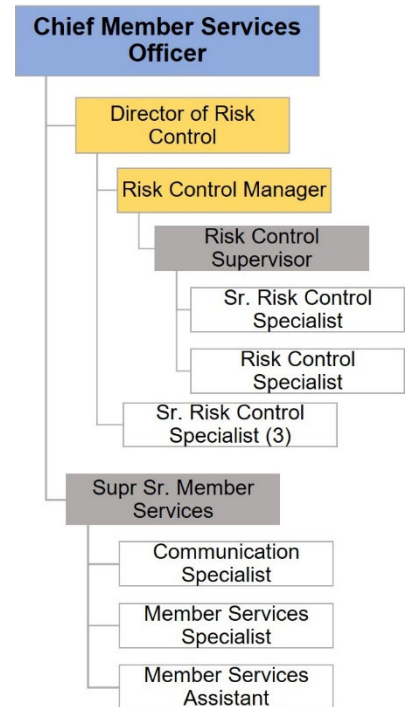 Chief Member Services
Officer
Director of Risk
Control
Risk Control Manager
Risk Control
Supervisor
Sr. Risk Control
Specialist
Risk Control
Specialist
Sr. Risk Control
Specialist (3)
Supr Sr. Member
Services
Communication
Specialist
Member Services
Specialist
Member Services
Assistant